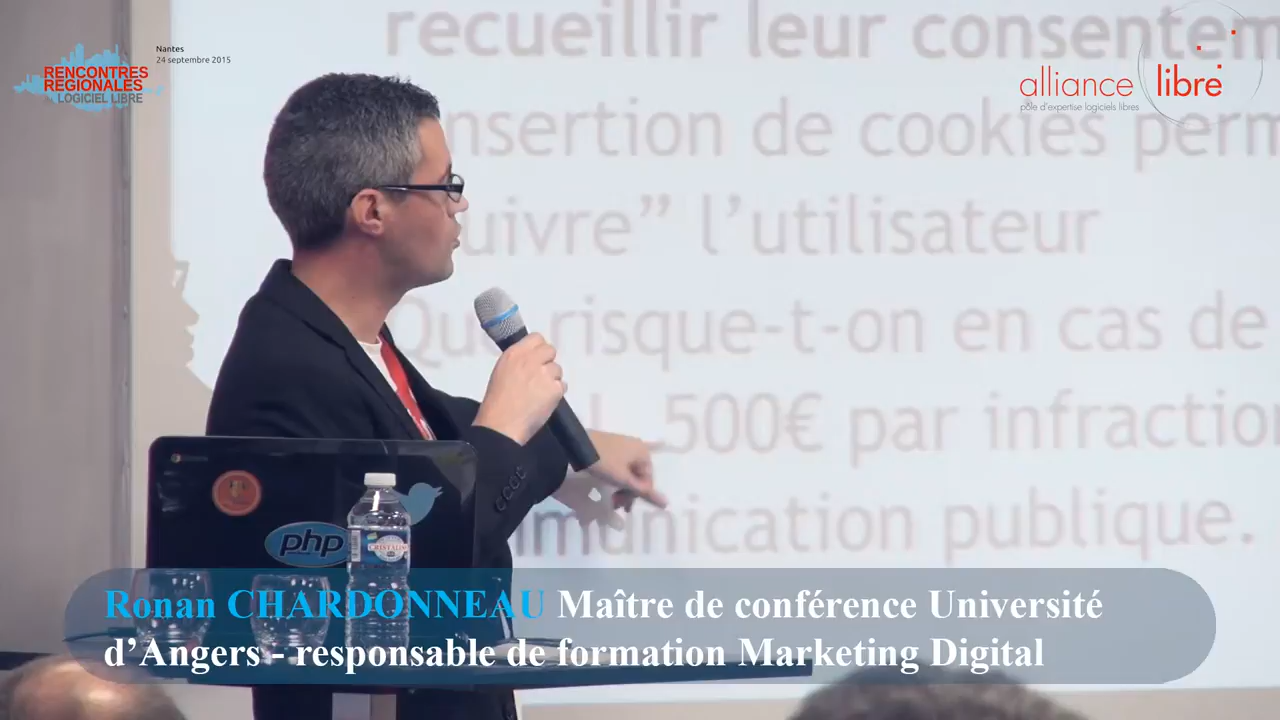 Nantes
24 septembre 2015
RENCONTRES
REGIONALES
LOGICIEL LIBRE
alliance libre
pôle d'expertise logiciels libres
recueillir leur consentem
nsertion de cookies perm
uivre" l'utilisateur
Qu risque-t-on en cas de
500€ par infraction
munication publique.
php
CRISTALINE
Ronan CHARDONNEAU Maître de conférence Université
d'Angers - responsable de formation Marketing Digital